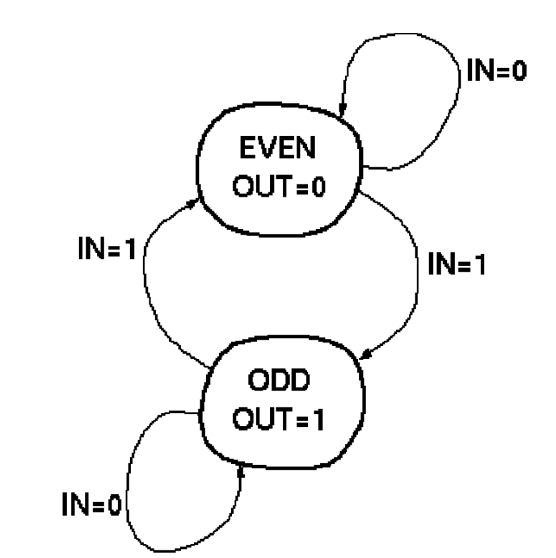 IN=0
EVEN
OUT=0
IN=1
IN=1
ODD
OUT=1
IN=0